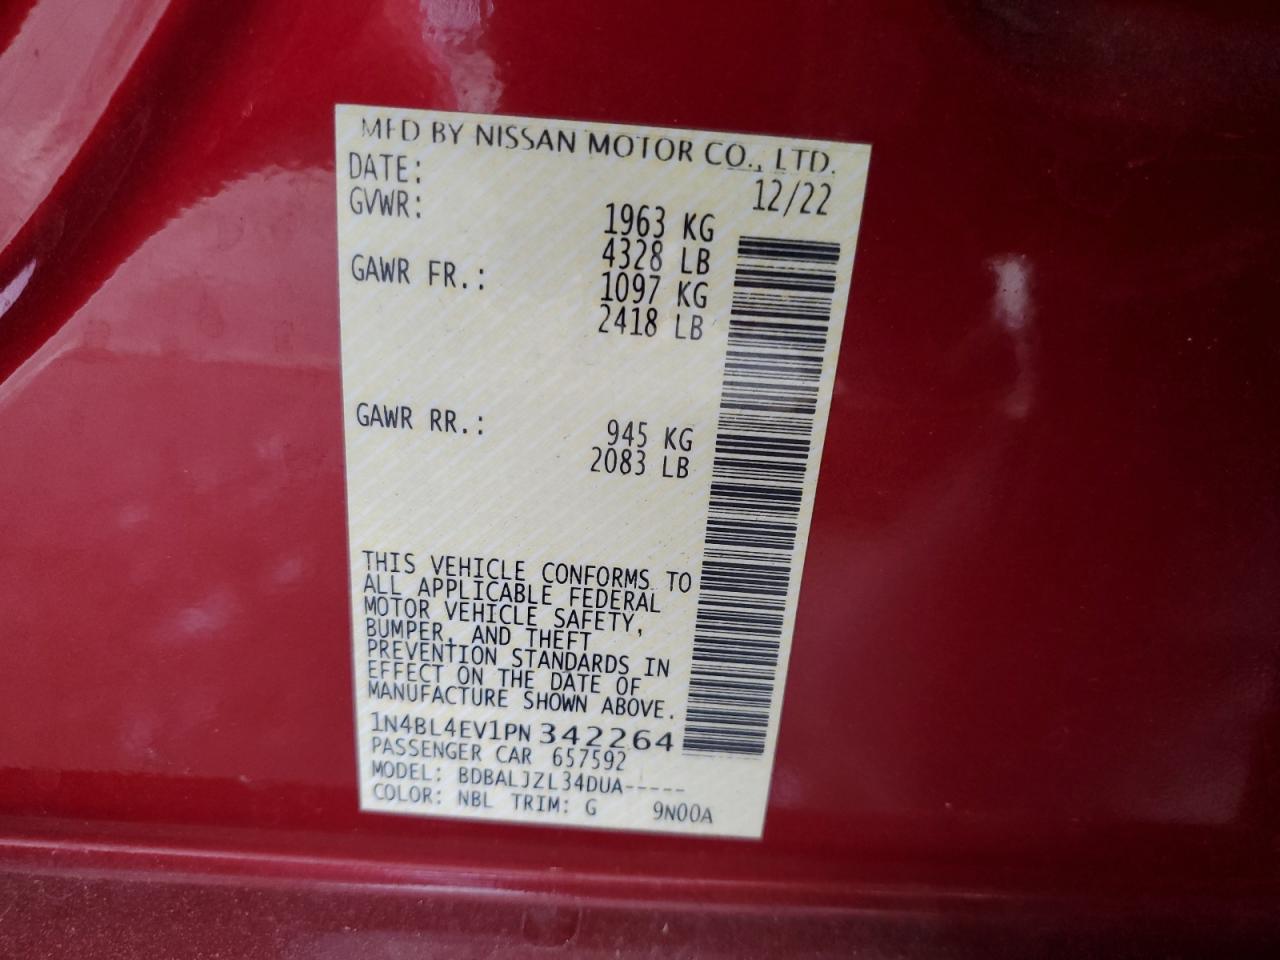 MFD BY NISSAN MOTOR CO., LTD.
DATE: 12/22
GVWR: 1963 KG
4328 LB
GAWR FR.: 1097 KG
2418 LB
GAWR RR.: 945 KG
2083 LB
THIS VEHICLE CONFORMS TO
ALL APPLICABLE FEDERAL
MOTOR VEHICLE SAFETY,
BUMPER, AND THEFT
PREVENTION STANDARDS IN
EFFECT ON THE DATE OF
MANUFACTURE SHOWN ABOVE.
1N4BL4EV1PN342264
PASSENGER CAR 657592
MODEL: BDBALJZL34DUA-----
COLOR: NBL TRIM: G 9N00A